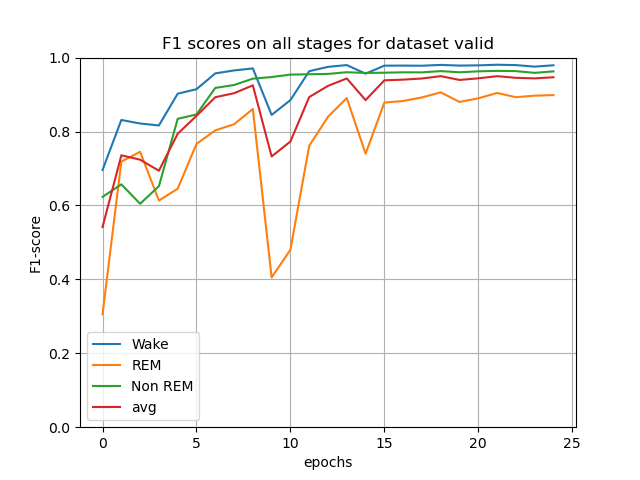 F1 scores on all stages for dataset valid
1.0
0.8
0.6
0.4
0.2
0.0
F1-score
Wake
REM
Non REM
avg
0 5 10 15 20 25
epochs